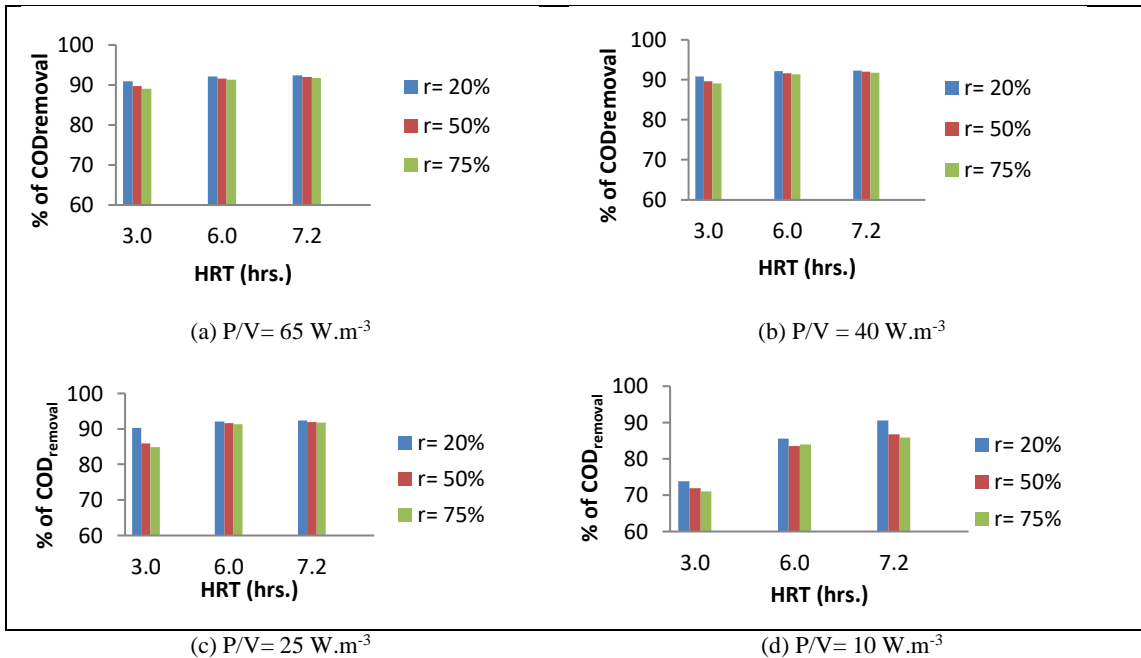 % of CODremoval
100
90
80
70
60
3.0 6.0 7.2
HRT (hrs.)
r= 20%
r= 50%
r= 75%
(a) P/V= 65 W.m-3
% of CODremoval
100
90
80
70
60
3.0 6.0 7.2
HRT (hrs.)
r= 20%
r= 50%
r= 75%
(b) P/V = 40 W.m-3
% of CODremoval
100
90
80
70
60
3.0 6.0 7.2
HRT (hrs.)
r= 20%
r= 50%
r= 75%
(c) P/V= 25 W.m-3
% of CODremoval
100
90
80
70
60
3.0 6.0 7.2
HRT (hrs.)
r= 20%
r= 50%
r= 75%
(d) P/V= 10 W.m-3